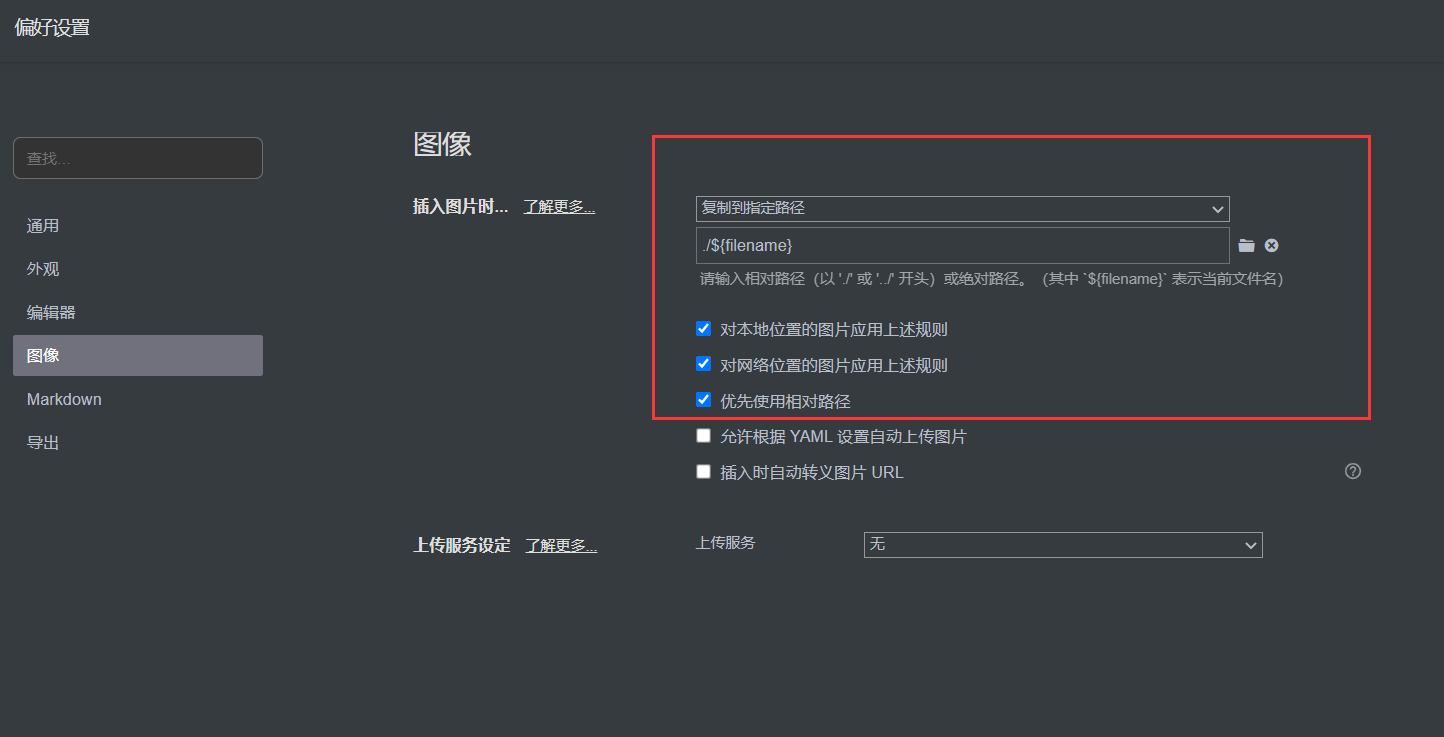 偏好设置
查找...
通用
外观
编辑器
图像
Markdown
导出
图像
插入图片时... 了解更多...
复制到指定路径
./${filename}
请输入相对路径（以 './' 或 '../' 开头）或绝对路径。（其中 `${filename}` 表示当前文件名）
对本地位置的图片应用上述规则
对网络位置的图片应用上述规则
优先使用相对路径
允许根据 YAML 设置自动上传图片
插入时自动转义图片 URL
上传服务设定 了解更多...
上传服务 无